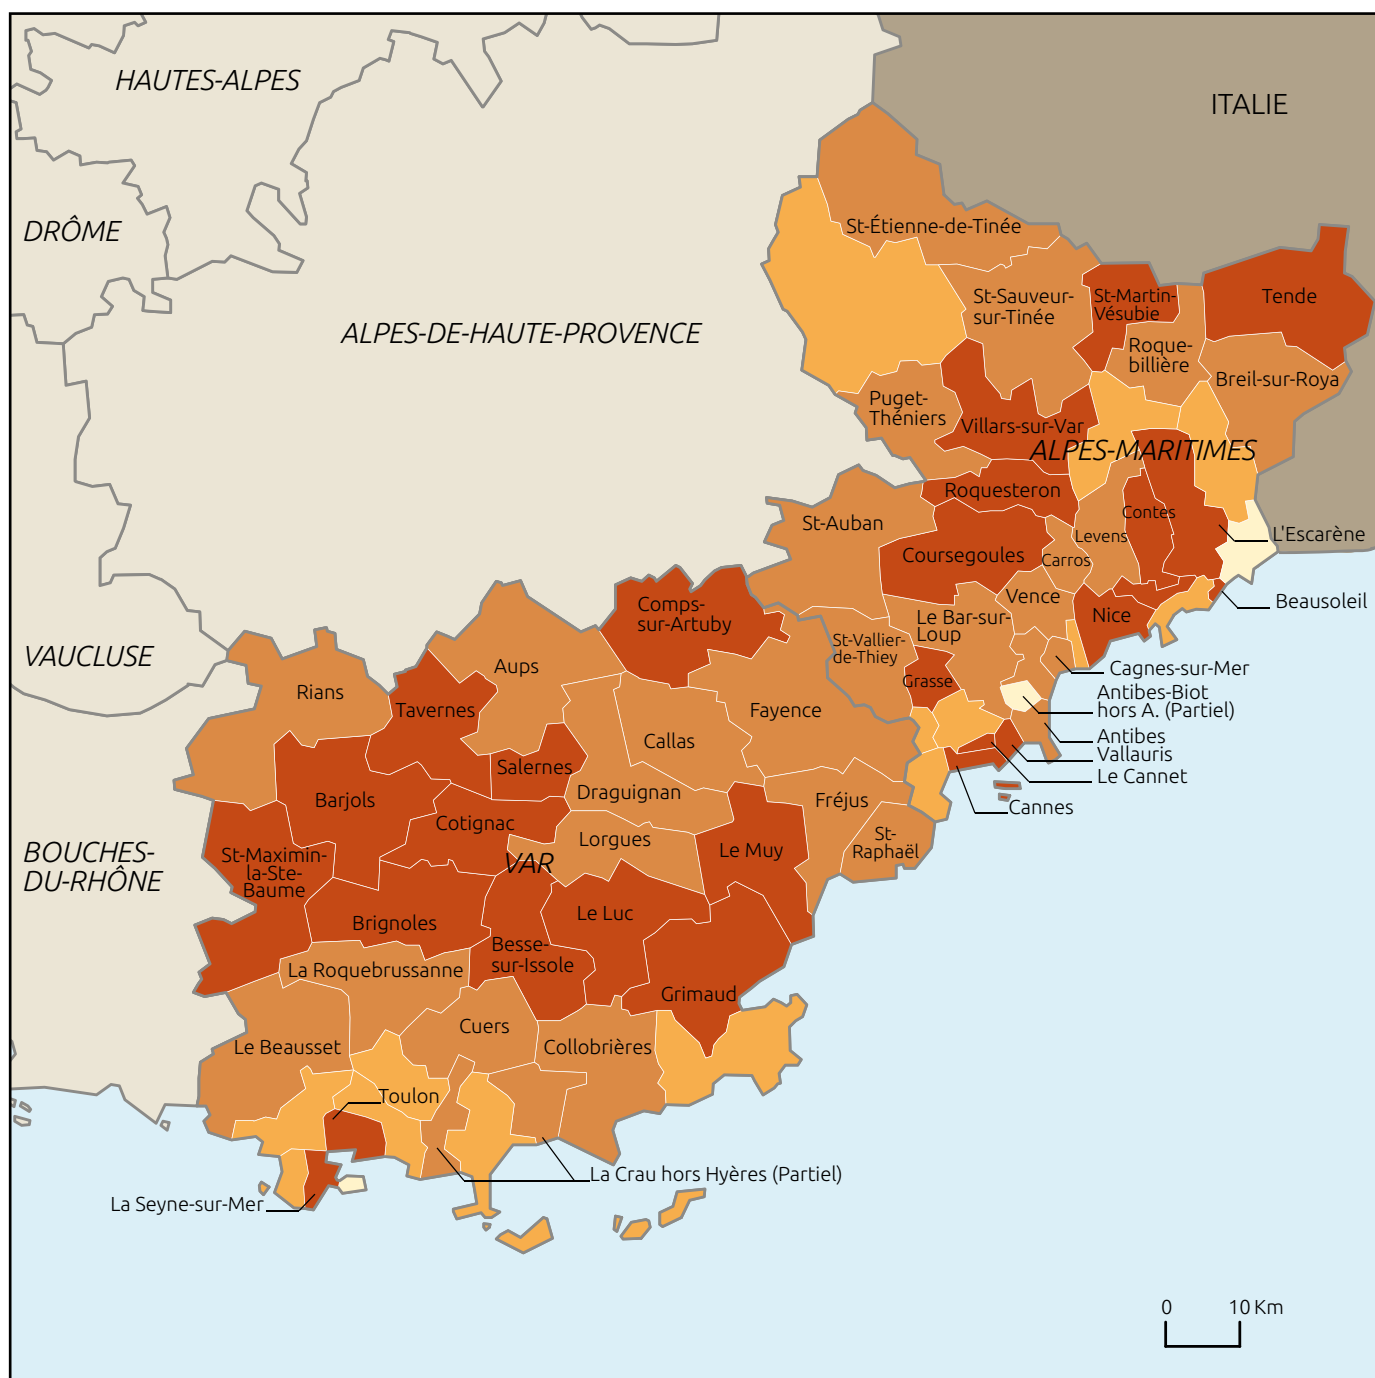 HAUTES-ALPES
ITALIE
DRÔME
St-Étienne-de-Tinée
St-Sauveur-
sur-Tinée
St-Martin-
Vésubie
Tende
ALPES-DE-HAUTE-PROVENCE
Roque-
billière
Breil-sur-Roya
Puget-
Théniers
Villars-sur-Var
ALPES-MARITIMES
Roquesteron
St-Auban
Contes
Levens
L'Escarène
Coursegoules
Carros
Beausoleil
Vence
Nice
Comps-
sur-Artuby
Le Bar-sur-
Loup
St-Vallier-
de-Thiey
VAUCLUSE
Aups
Cagnes-sur-Mer
Rians
Grasse
Antibes-Biot
hors A. (Partiel)
Tavernes
Fayence
Antibes
Callas
Vallauris
Salernes
Le Cannet
Barjols
Draguignan
Fréjus
Cannes
Cotignac
Lorgues
St-
Raphaël
Le Muy
BOUCHES-
DU-RHÔNE
St-Maximin-
la-Ste-
Baume
VAR
Brignoles
Le Luc
Besse-
sur-Issole
La Roquebrussanne
Grimaud
Cuers
Le Beausset
Collobrières
Toulon
La Crau hors Hyères (Partiel)
La Seyne-sur-Mer
0 10 Km